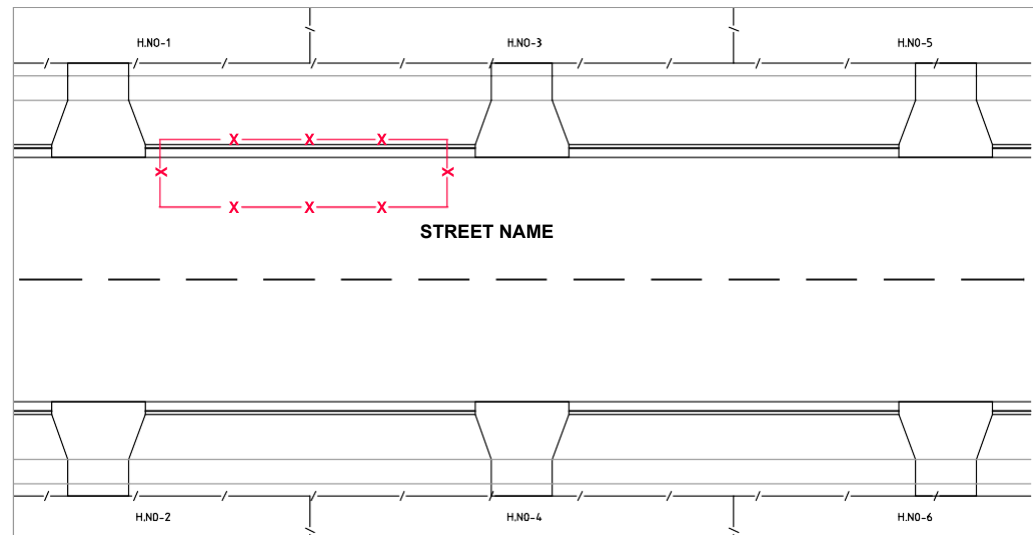 H.NO-1 H.NO-3 H.NO-5
X X X
X X
X X X
STREET NAME
H.NO-2 H.NO-4 H.NO-6